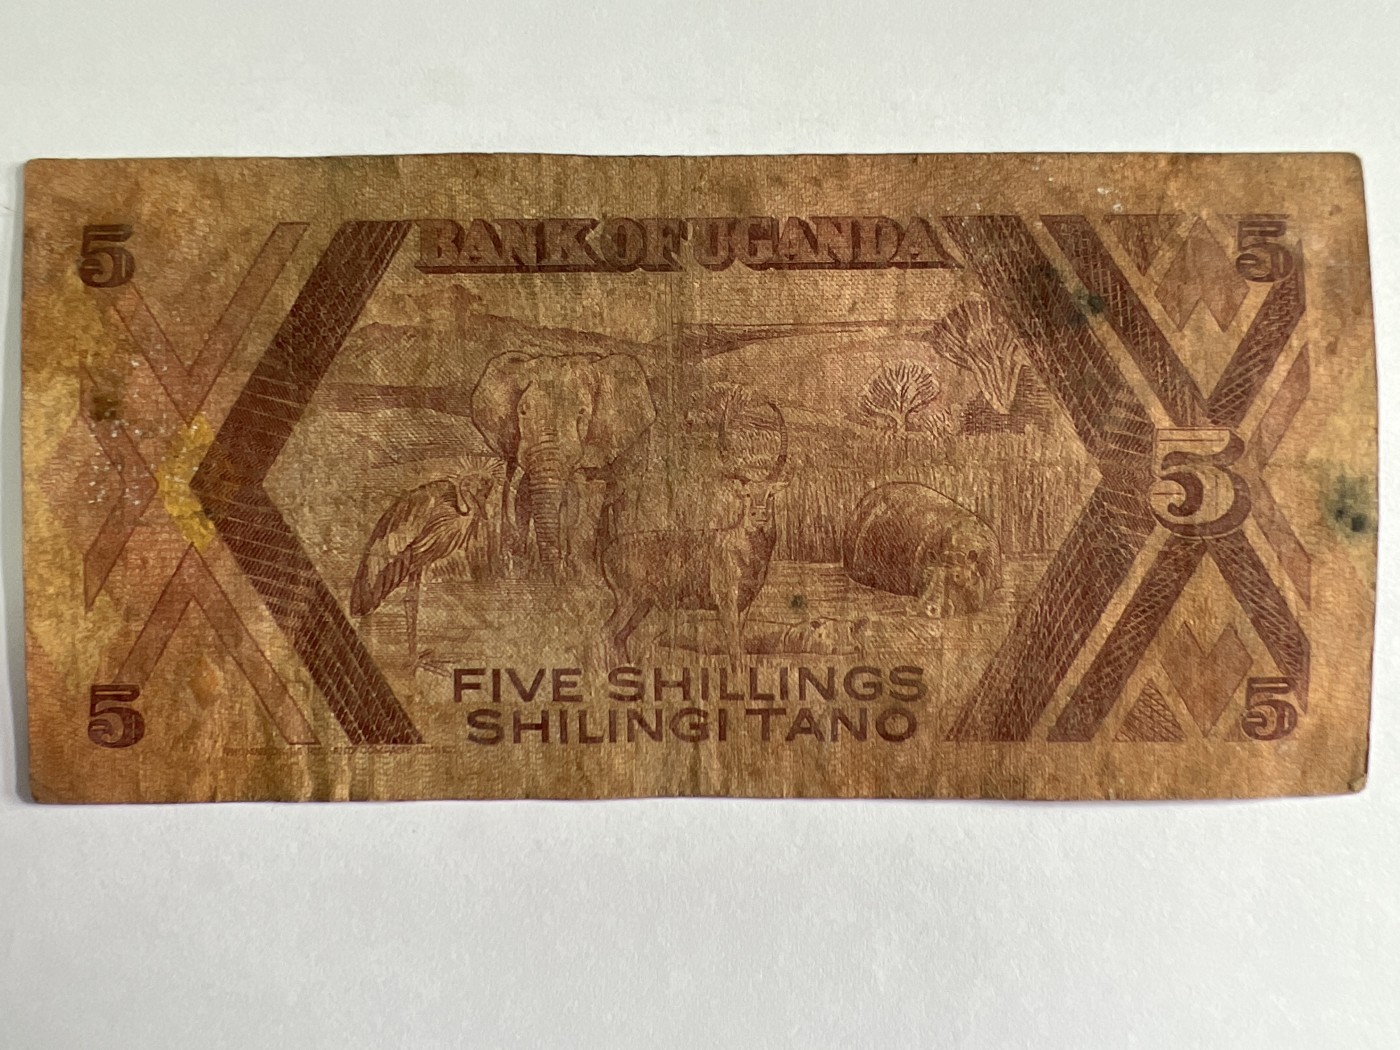 5 BANK OF UGANDA 5
5
FIVE SHILLINGS
5 SHILINGI TANO 5